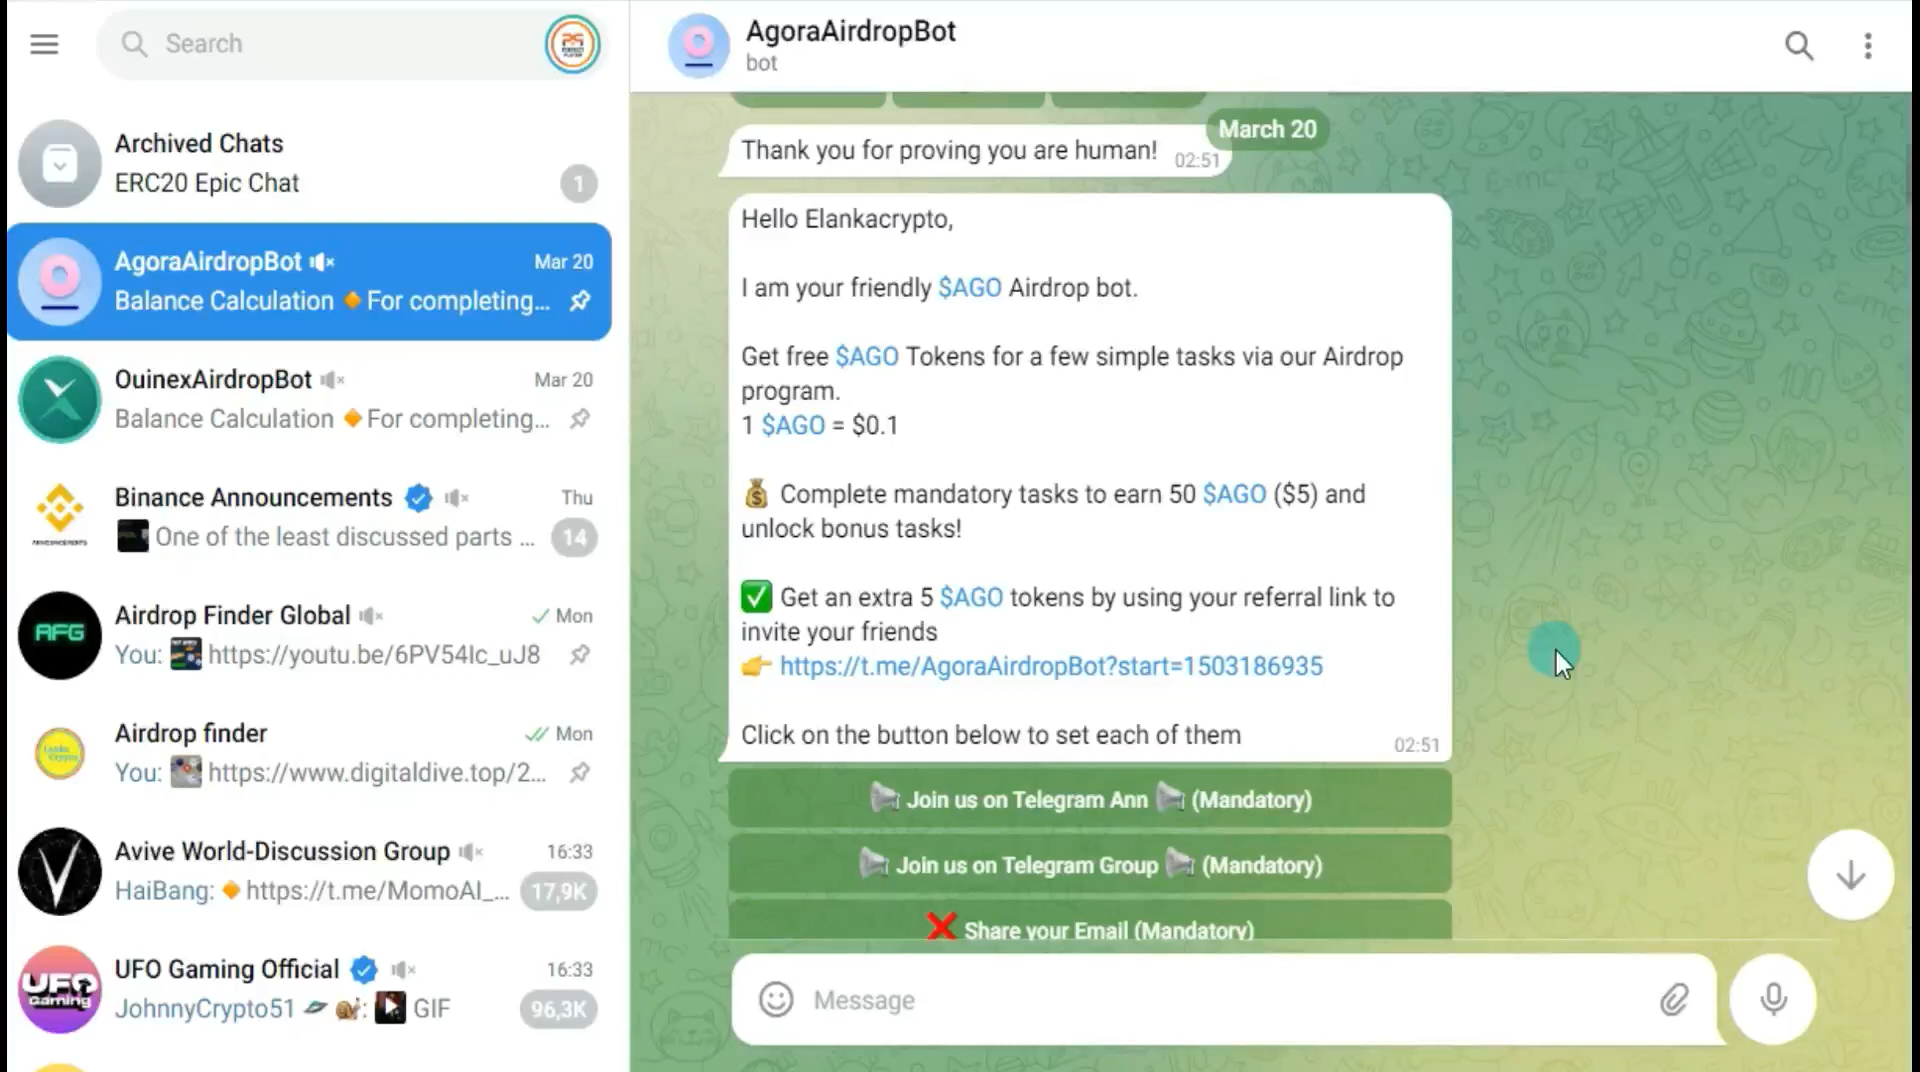 Search
Archived Chats
ERC20 Epic Chat
1
AgoraAirdropBot
Mar 20
Balance Calculation 🔸For completing...
OuinexAirdropBot
Mar 20
Balance Calculation 🔸For completing...
Binance Announcements
Thu
One of the least discussed parts ...
14
AFG
Airdrop Finder Global
Mon
You: https://youtu.be/6PV54Ic_uJ8
Airdrop finder
Mon
You: https://www.digitaldive.top/2...
Avive World-Discussion Group
16:33
HaiBang: 🔸https://t.me/MomoAI_...
17,9K
UFO Gaming
UFO Gaming Official
16:33
JohnnyCrypto51 🛸 🐌: GIF
96,3K
AgoraAirdropBot
bot
March 20
Thank you for proving you are human!
02:51
Hello Elankacrypto,
I am your friendly $AGO Airdrop bot.
Get free $AGO Tokens for a few simple tasks via our Airdrop
program.
1 $AGO = $0.1
💰 Complete mandatory tasks to earn 50 $AGO ($5) and
unlock bonus tasks!
✅ Get an extra 5 $AGO tokens by using your referral link to
invite your friends
👉 https://t.me/AgoraAirdropBot?start=1503186935
Click on the button below to set each of them
02:51
📢 Join us on Telegram Ann 📢 (Mandatory)
📢 Join us on Telegram Group 📢 (Mandatory)
❌ Share your Email (Mandatory)
Message